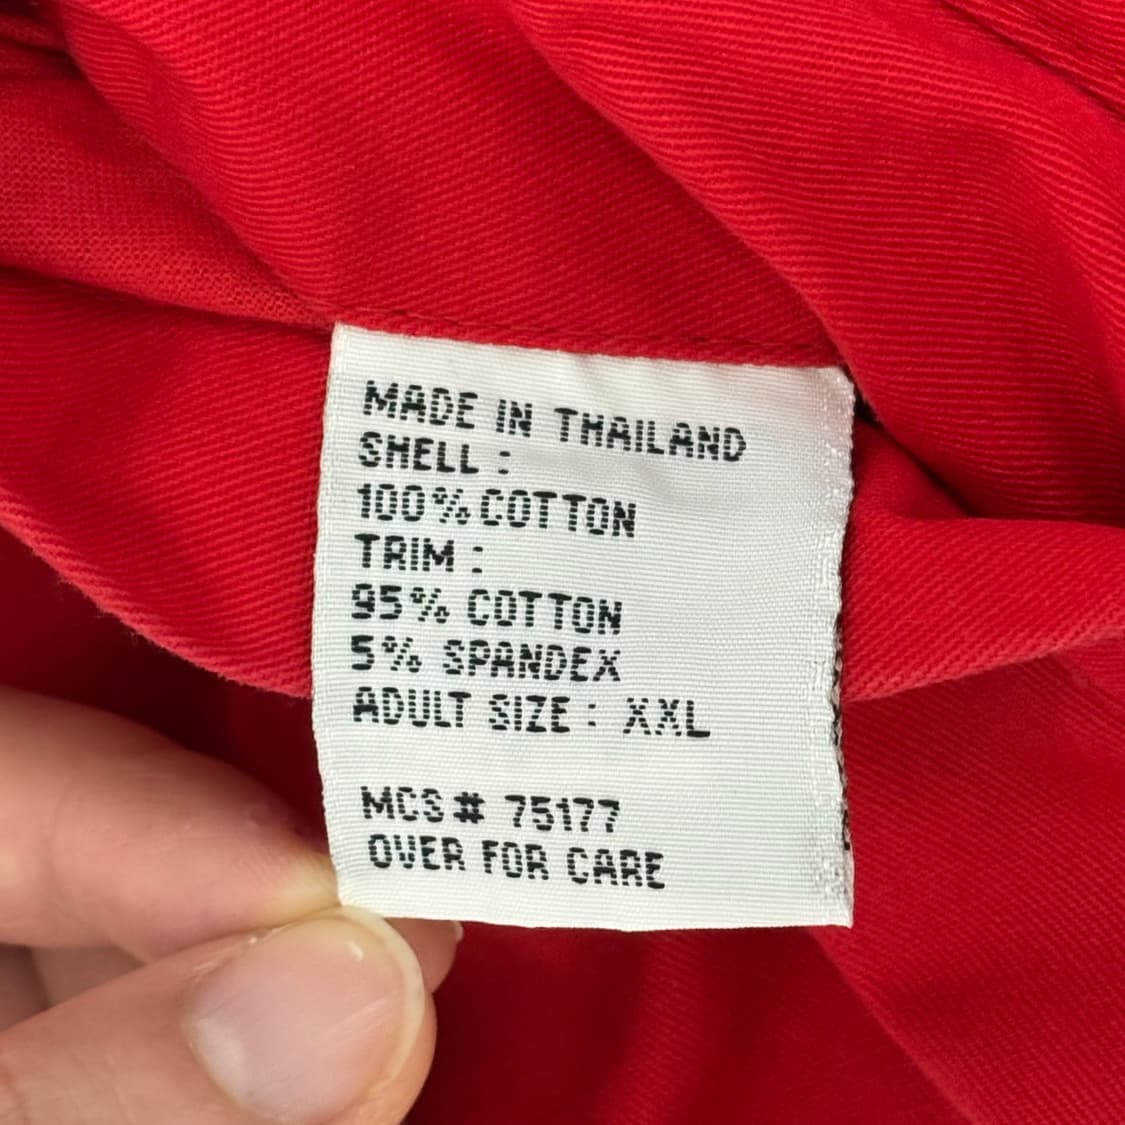 MADE IN THAILAND
SHELL :
100% COTTON
TRIM :
95% COTTON
5% SPANDEX
ADULT SIZE : XXL
MCS# 75177
OVER FOR CARE